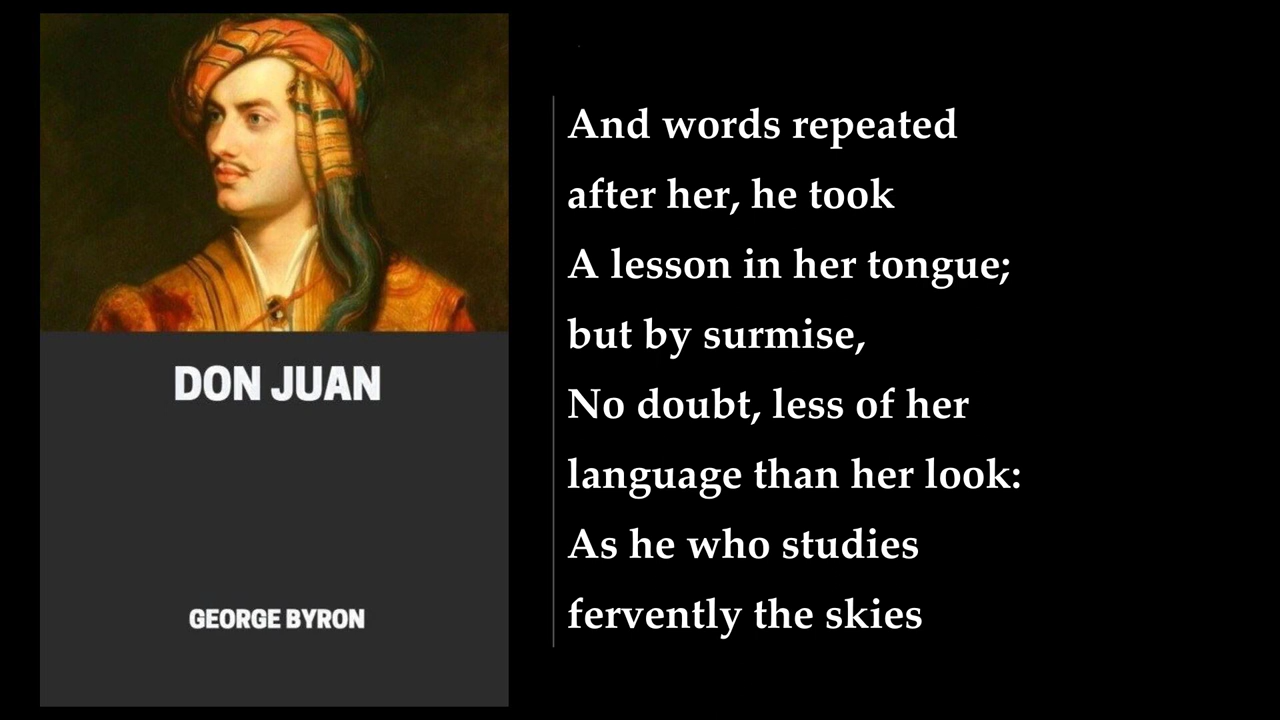 DON JUAN
GEORGE BYRON
And words repeated
after her, he took
A lesson in her tongue;
but by surmise,
No doubt, less of her
language than her look:
As he who studies
fervently the skies